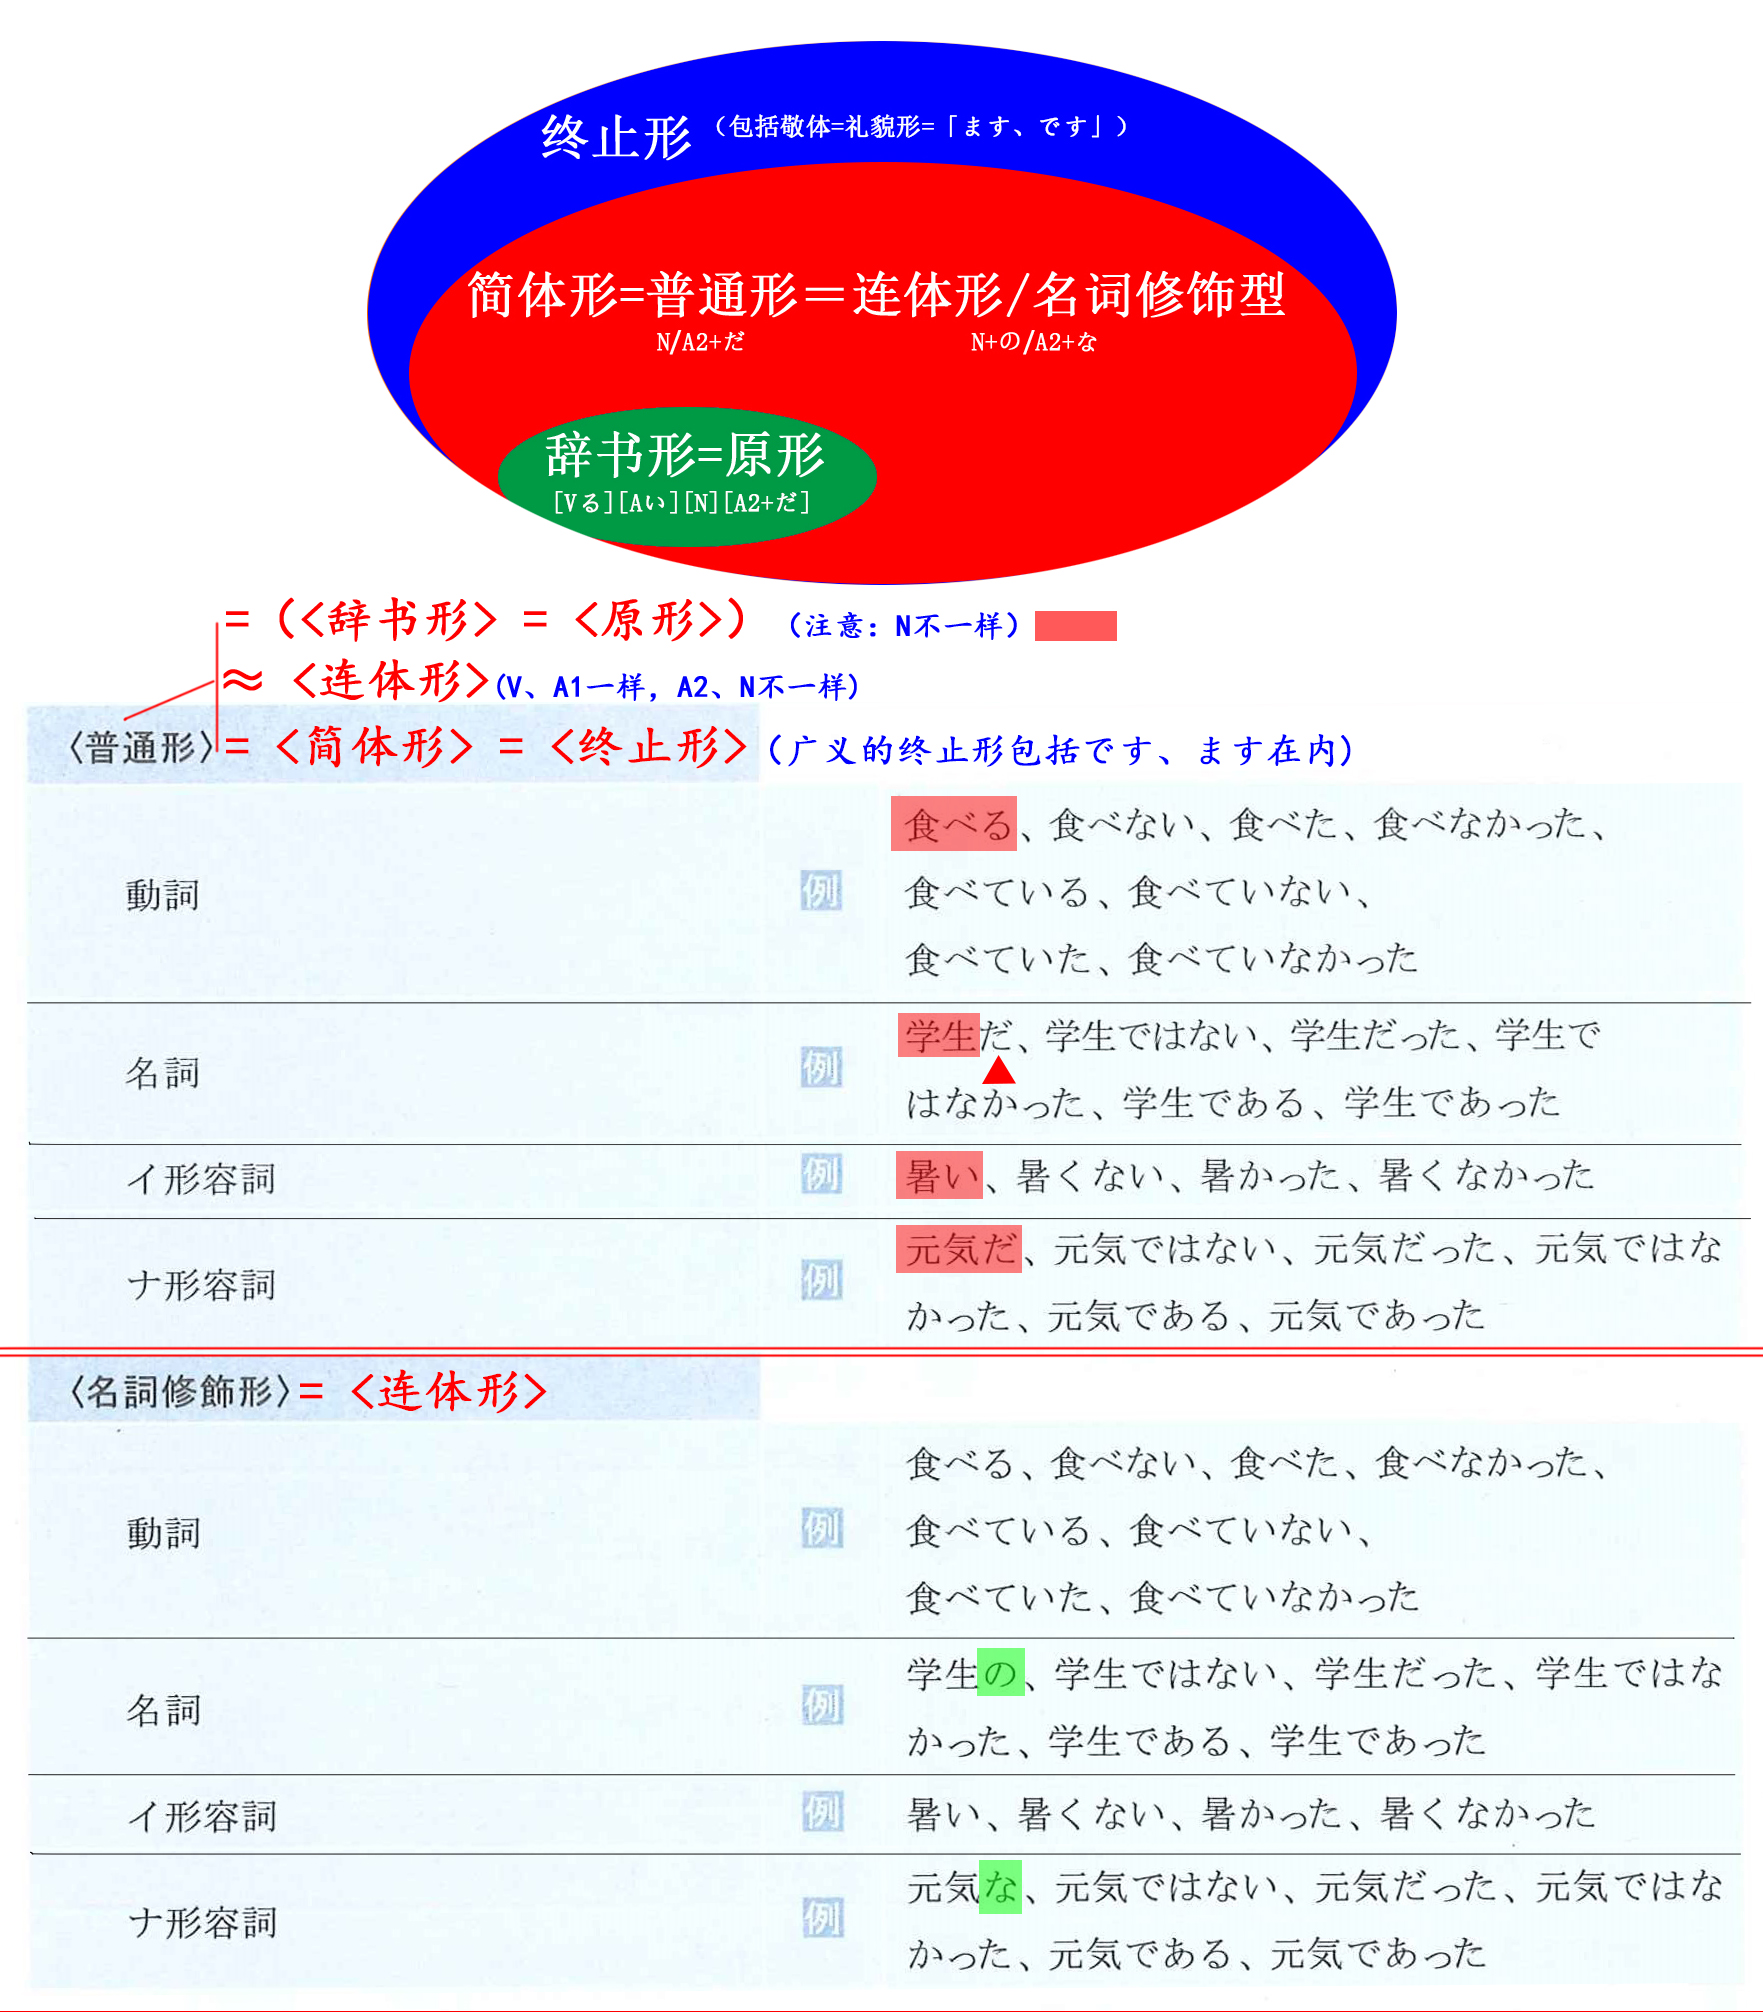 终止形（包括敬体=礼貌形=「ます、です」）
简体形=普通形＝连体形/名词修饰型
N/A2+だ N+の/A2+な
辞书形=原形
[Vる][Aい][N][A2+だ]
=（<辞书形> = <原形>）（注意：N不一样）
≈ <连体形>(V、A1一样，A2、N不一样)
〈普通形〉= <简体形> = <终止形>（广义的终止形包括です、ます在内）
食べる、食べない、食べた、食べなかった、
動詞 例 食べている、食べていない、
食べていた、食べていなかった
学生だ、学生ではない、学生だった、学生で
名詞 例
はなかった、学生である、学生であった
イ形容詞 例 暑い、暑くない、暑かった、暑くなかった
元気だ、元気ではない、元気だった、元気ではな
ナ形容詞 例
かった、元気である、元気であった
〈名詞修飾形〉= <连体形>
食べる、食べない、食べた、食べなかった、
動詞 例 食べている、食べていない、
食べていた、食べていなかった
学生の、学生ではない、学生だった、学生ではな
名詞 例
かった、学生である、学生であった
イ形容詞 例 暑い、暑くない、暑かった、暑くなかった
元気な、元気ではない、元気だった、元気ではな
ナ形容詞 例
かった、元気である、元気であった